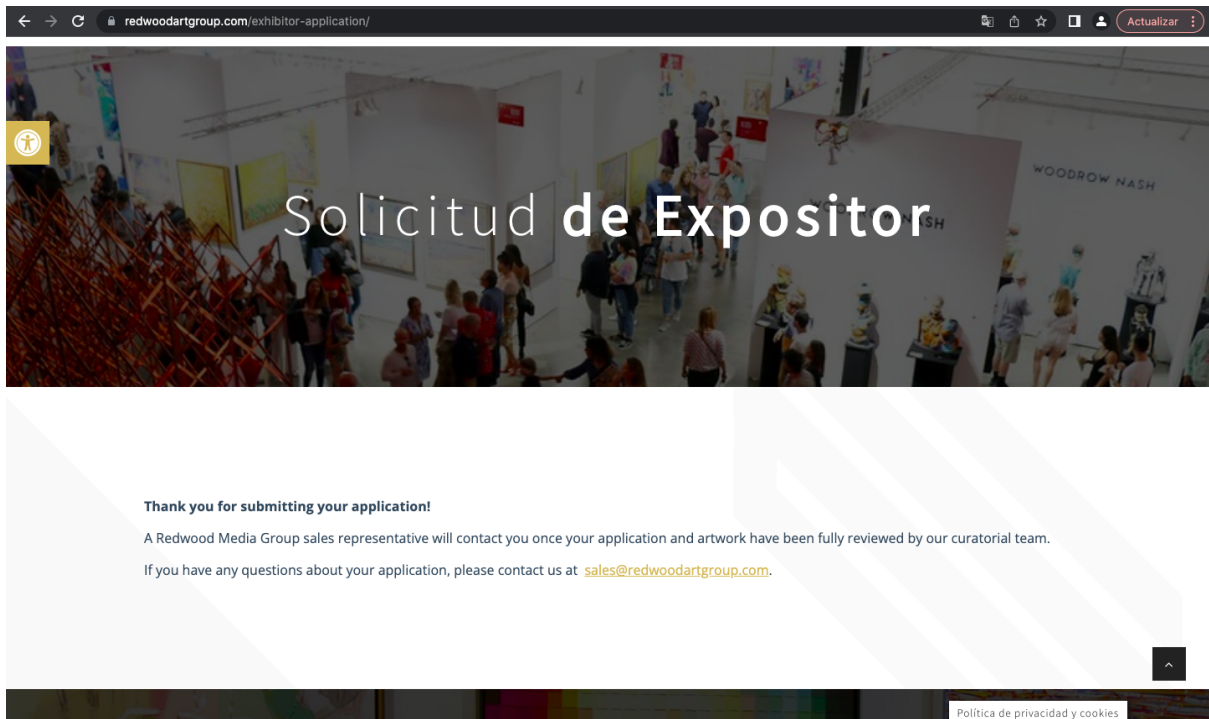 redwoodartgroup.com/exhibitor-application/
Actualizar
WOODROW NASH
Solicitud de Expositor
Thank you for submitting your application!
A Redwood Media Group sales representative will contact you once your application and artwork have been fully reviewed by our curatorial team.
If you have any questions about your application, please contact us at sales@redwoodartgroup.com.
Política de privacidad y cookies